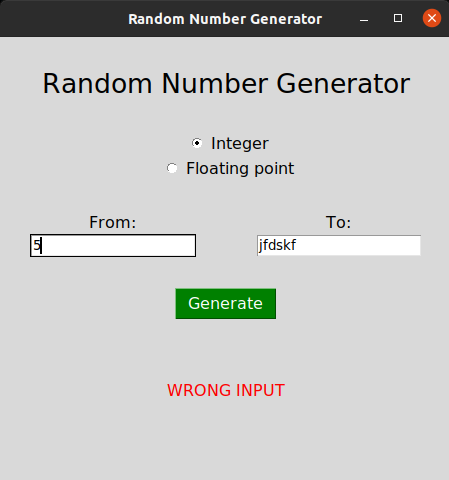 Random Number Generator
Random Number Generator
Integer
Floating point
From: To:
5 jfdskf
Generate
WRONG INPUT